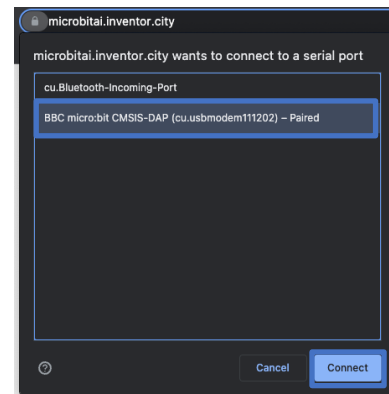 microbitai.inventor.city
microbitai.inventor.city wants to connect to a serial port
cu.Bluetooth-Incoming-Port
BBC micro:bit CMSIS-DAP (cu.usbmodem111202) – Paired
Cancel
Connect